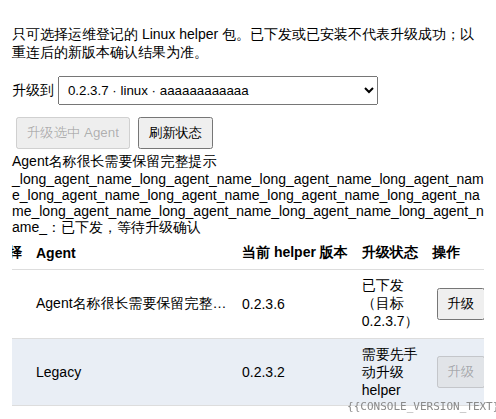 只可选择运维登记的 Linux helper 包。已下发或已安装不代表升级成功；以
重连后的新版本确认结果为准。
升级到 0.2.3.7 · linux · aaaaaaaaaaaa
升级选中 Agent 刷新状态
Agent名称很长需要保留完整提示
_long_agent_name_long_agent_name_long_agent_name_long_agent_nam
e_long_agent_name_long_agent_name_long_agent_name_long_agent_na
me_long_agent_name_long_agent_name_long_agent_name_long_agent_n
ame_：已下发，等待升级确认
择 Agent 当前 helper 版本 升级状态 操作
Agent名称很长需要保留完整… 0.2.3.6 已下发
（目标
0.2.3.7） 升级
Legacy 0.2.3.2 需要先手
动升级
helper 升级
{{CONSOLE_VERSION_TEXT}